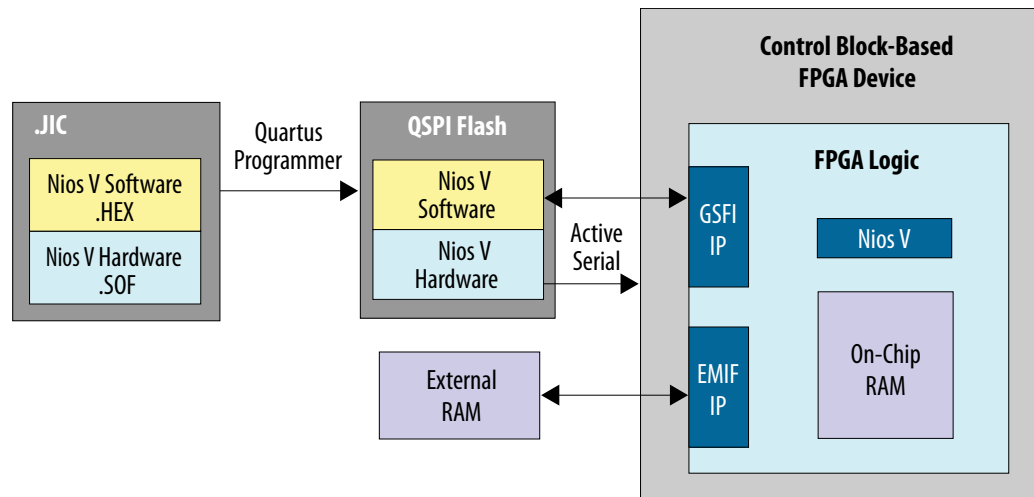 Control Block-Based
FPGA Device
.JIC
Nios V Software
.HEX
Nios V Hardware
.SOF
Quartus
Programmer
QSPI Flash
Nios V
Software
Nios V
Hardware
Active
Serial
External
RAM
FPGA Logic
GSFI
IP
Nios V
EMIF
IP
On-Chip
RAM